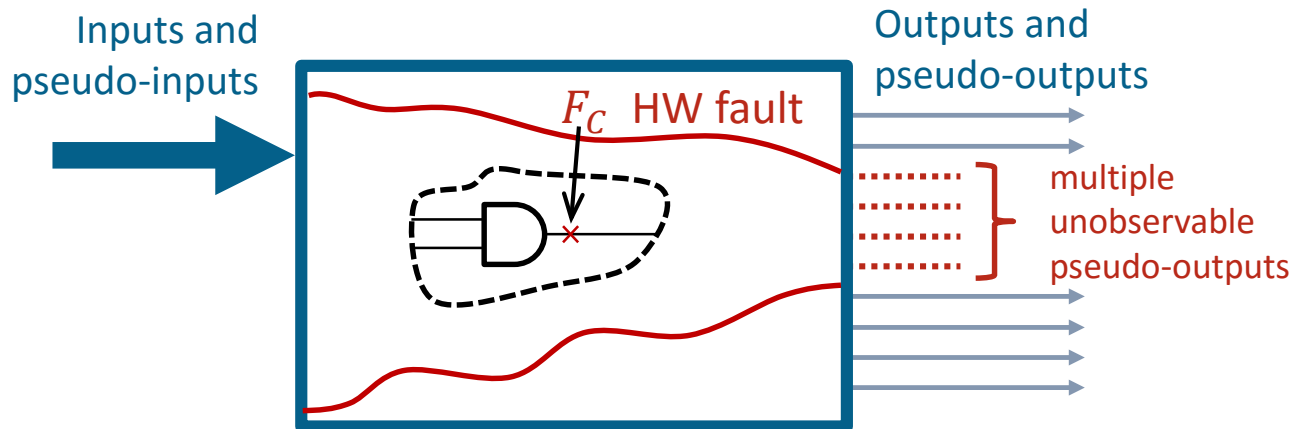 Inputs and
pseudo-inputs
Outputs and
pseudo-outputs
F_C HW fault
multiple
unobservable
pseudo-outputs